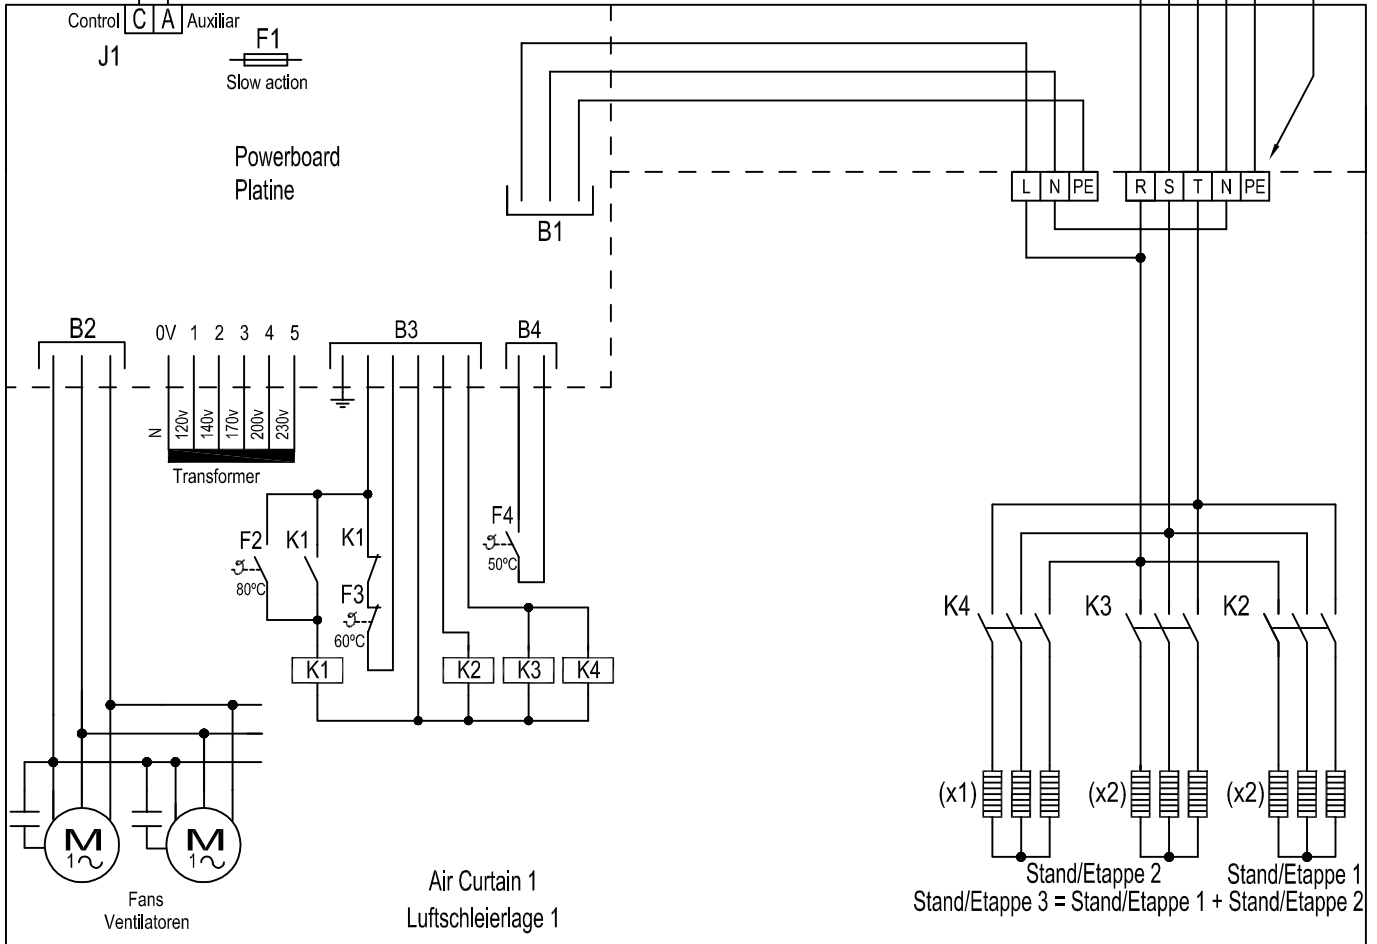 Control C A Auxiliar
J1
F1
Slow action
Powerboard
Platine
B1
L N PE R S T N PE
B2
0V 1 2 3 4 5
B3
B4
N 120v 140v 170v 200v 230v
Transformer
F2
80ºC
K1
K1
F3
60ºC
F4
50ºC
K1
K2
K3
K4
K4
K3
K2
(x1)
(x2)
(x2)
M
1
M
1
Fans
Ventilatoren
Air Curtain 1
Luftschleierlage 1
Stand/Etappe 2
Stand/Etappe 1
Stand/Etappe 3 = Stand/Etappe 1 + Stand/Etappe 2